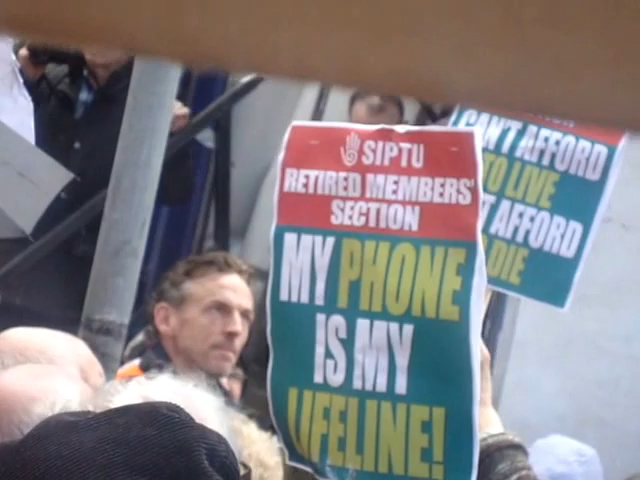 SIPTU
RETIRED MEMBERS'
SECTION
MY PHONE
IS MY
LIFELINE!
CAN'T AFFORD
TO LIVE
T AFFORD
DIE